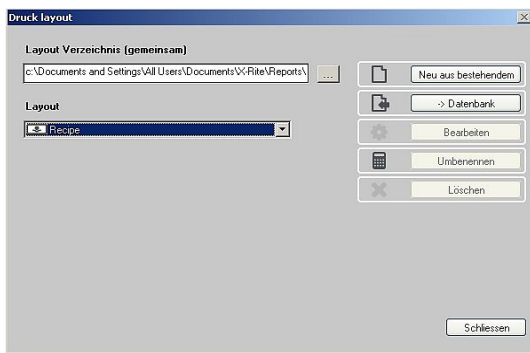 Druck layout
Layout Verzeichnis (gemeinsam)
c:\Documents and Settings\All Users\Documents\X-Rite\Reports\
...
Neu aus bestehendem
-> Datenbank
Layout
Recipe
Bearbeiten
Umbenennen
Löschen
Schliessen